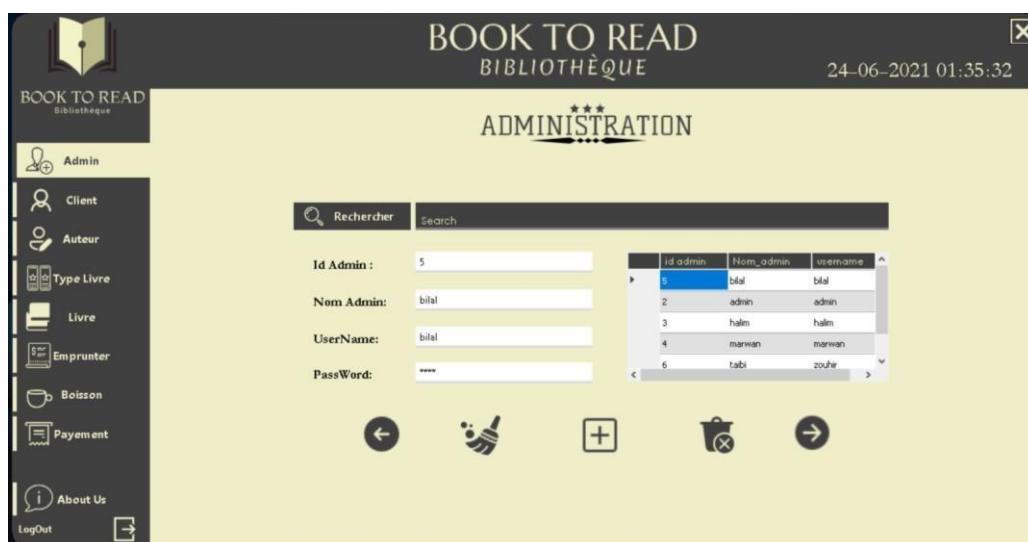 BOOK TO READ
BIBLIOTHÈQUE
24-06-2021 01:35:32
BOOK TO READ
Bibliothèque
Admin
Client
Auteur
Type Livre
Livre
Emprunter
Boisson
Payement
About Us
LogOut
ADMINISTRATION
Rechercher Search
Id Admin : 5
Nom Admin: bilal
UserName: bilal
PassWord: ****
id admin Nom_admin username
5 bilal bilal
2 admin admin
3 halim halim
4 marwan marwan
6 taibi zouhir